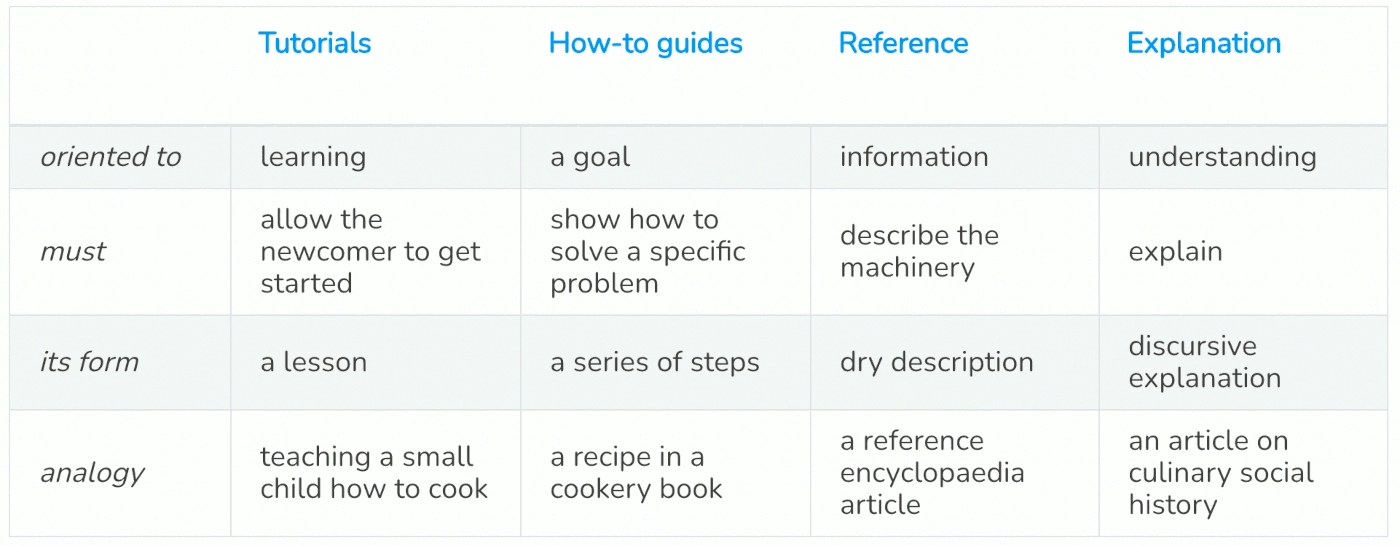 Tutorials How-to guides Reference Explanation
oriented to learning a goal information understanding
must
allow the
newcomer to get
started
show how to
solve a specific
problem
describe the
machinery
explain
its form a lesson a series of steps dry description
discursive
explanation
analogy
teaching a small
child how to cook
a recipe in a
cookery book
a reference
encyclopaedia
article
an article on
culinary social
history